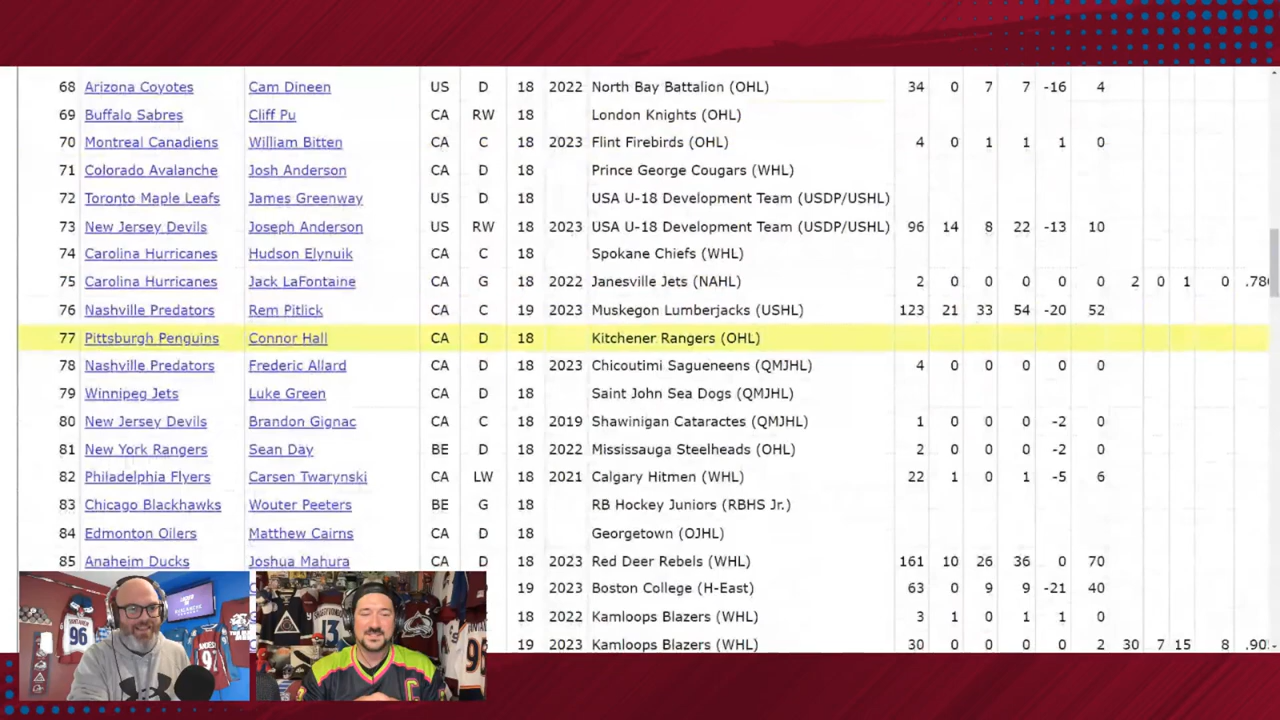 68 Arizona Coyotes Cam Dineen US D 18 2022 North Bay Battalion (OHL) 34 0 7 7 -16 4
69 Buffalo Sabres Cliff Pu CA RW 18 London Knights (OHL)
70 Montreal Canadiens William Bitten CA C 18 2023 Flint Firebirds (OHL) 4 0 1 1 1 0
71 Colorado Avalanche Josh Anderson CA D 18 Prince George Cougars (WHL)
72 Toronto Maple Leafs James Greenway US D 18 USA U-18 Development Team (USDP/USHL)
73 New Jersey Devils Joseph Anderson US RW 18 2023 USA U-18 Development Team (USDP/USHL) 96 14 8 22 -13 10
74 Carolina Hurricanes Hudson Elynuik CA C 18 Spokane Chiefs (WHL)
75 Carolina Hurricanes Jack LaFontaine CA G 18 2022 Janesville Jets (NAHL) 2 0 0 0 0 0 2 0 1 0 .780
76 Nashville Predators Rem Pitlick CA C 19 2023 Muskegon Lumberjacks (USHL) 123 21 33 54 -20 52
77 Pittsburgh Penguins Connor Hall CA D 18 Kitchener Rangers (OHL)
78 Nashville Predators Frederic Allard CA D 18 2023 Chicoutimi Sagueneens (QMJHL) 4 0 0 0 0 0
79 Winnipeg Jets Luke Green CA D 18 Saint John Sea Dogs (QMJHL)
80 New Jersey Devils Brandon Gignac CA C 18 2019 Shawinigan Cataractes (QMJHL) 1 0 0 0 -2 0
81 New York Rangers Sean Day BE D 18 2022 Mississauga Steelheads (OHL) 2 0 0 0 -2 0
82 Philadelphia Flyers Carsen Twarynski CA LW 18 2021 Calgary Hitmen (WHL) 22 1 0 1 -5 6
83 Chicago Blackhawks Wouter Peeters BE G 18 RB Hockey Juniors (RBHS Jr.)
84 Edmonton Oilers Matthew Cairns CA D 18 Georgetown (OJHL)
85 Anaheim Ducks Joshua Mahura CA D 18 2023 Red Deer Rebels (WHL) 161 10 26 36 0 70
19 2023 Boston College (H-East) 63 0 9 9 -21 40
18 2022 Kamloops Blazers (WHL) 3 1 0 1 1 0
19 2023 Kamloops Blazers (WHL) 30 0 0 0 2 30 7 15 8 .90
96
13